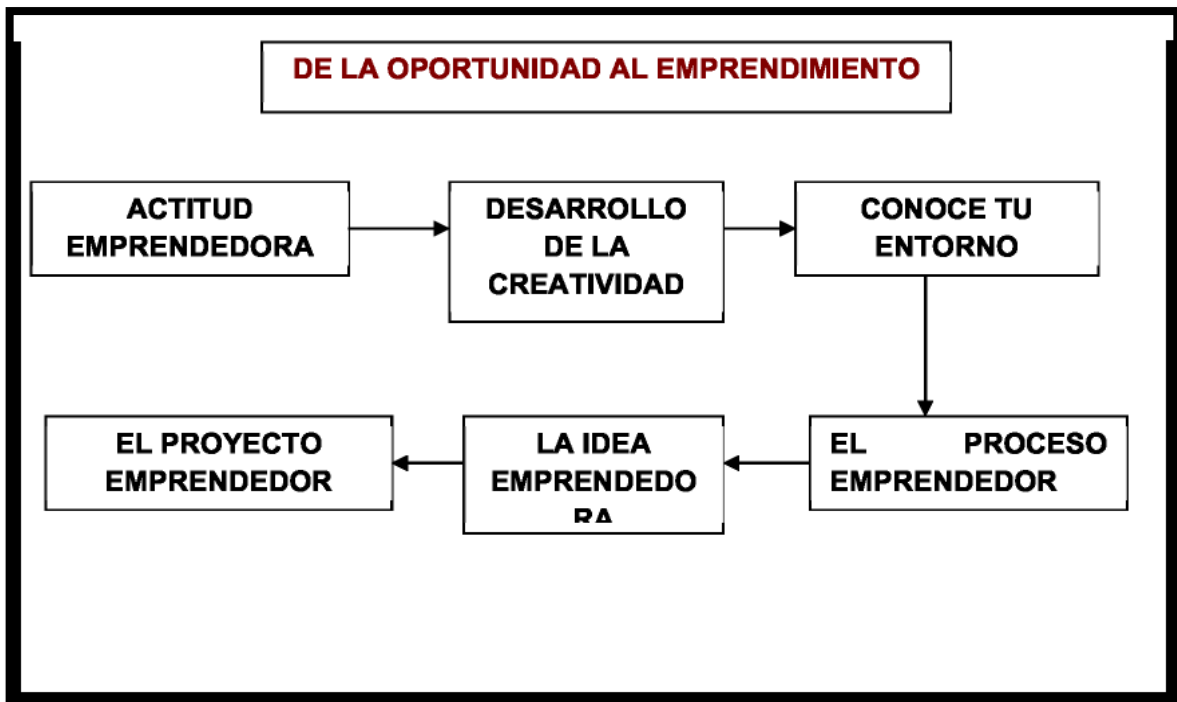 DE LA OPORTUNIDAD AL EMPRENDIMIENTO
ACTITUD
EMPRENDEDORA
DESARROLLO
DE LA
CREATIVIDAD
CONOCE TU
ENTORNO
EL PROCESO
EMPRENDEDOR
LA IDEA
EMPRENDEDO
RA
EL PROYECTO
EMPRENDEDOR